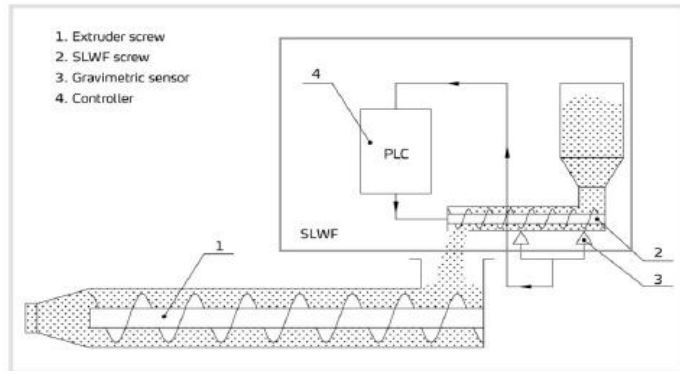 1. Extruder screw
2. SLWF screw
3. Gravimetric sensor
4. Controller
4
PLC
SLWF
2
1
3